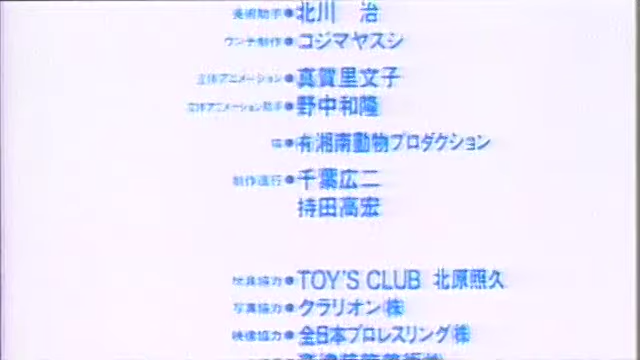 美術助手●北川 治
ウンチ制作●コジマヤスシ
立体アニメーション●真賀里文子
立体アニメーション助手●野中和隆
●(有)湘南動物プロダクション
制作進行●千葉広二
持田高宏
玩具協力●TOY'S CLUB 北原照久
写真協力●クラリオン(株)
映像協力●全日本プロレスリング(株)